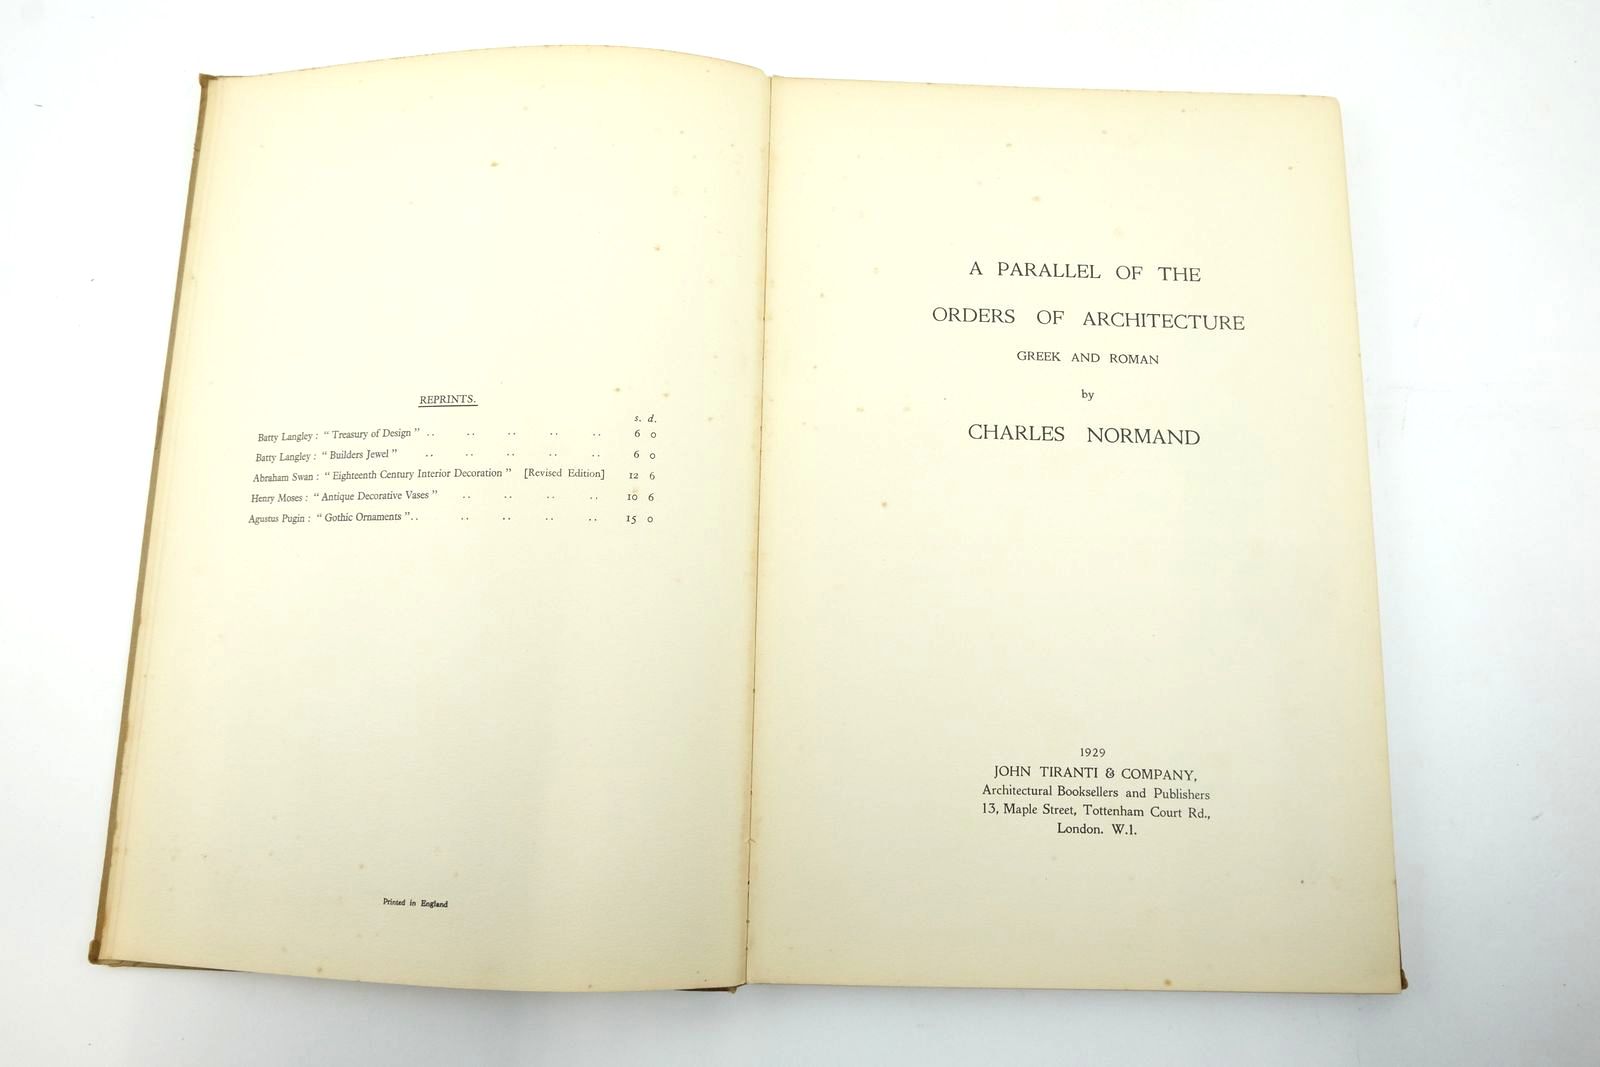 REPRINTS.
s. d.
Batty Langley : " Treasury of Design " .. .. .. .. .. 6 0
Batty Langley : " Builders Jewel " .. .. .. .. .. 6 0
Abraham Swan : " Eighteenth Century Interior Decoration " [Revised Edition] 12 6
Henry Moses : " Antique Decorative Vases " .. .. .. .. 10 6
Agustus Pugin : " Gothic Ornaments ".. .. .. .. .. 15 0
Printed in England
A PARALLEL OF THE
ORDERS OF ARCHITECTURE
GREEK AND ROMAN
by
CHARLES NORMAND
1929
JOHN TIRANTI & COMPANY,
Architectural Booksellers and Publishers
13, Maple Street, Tottenham Court Rd.,
London. W.1.